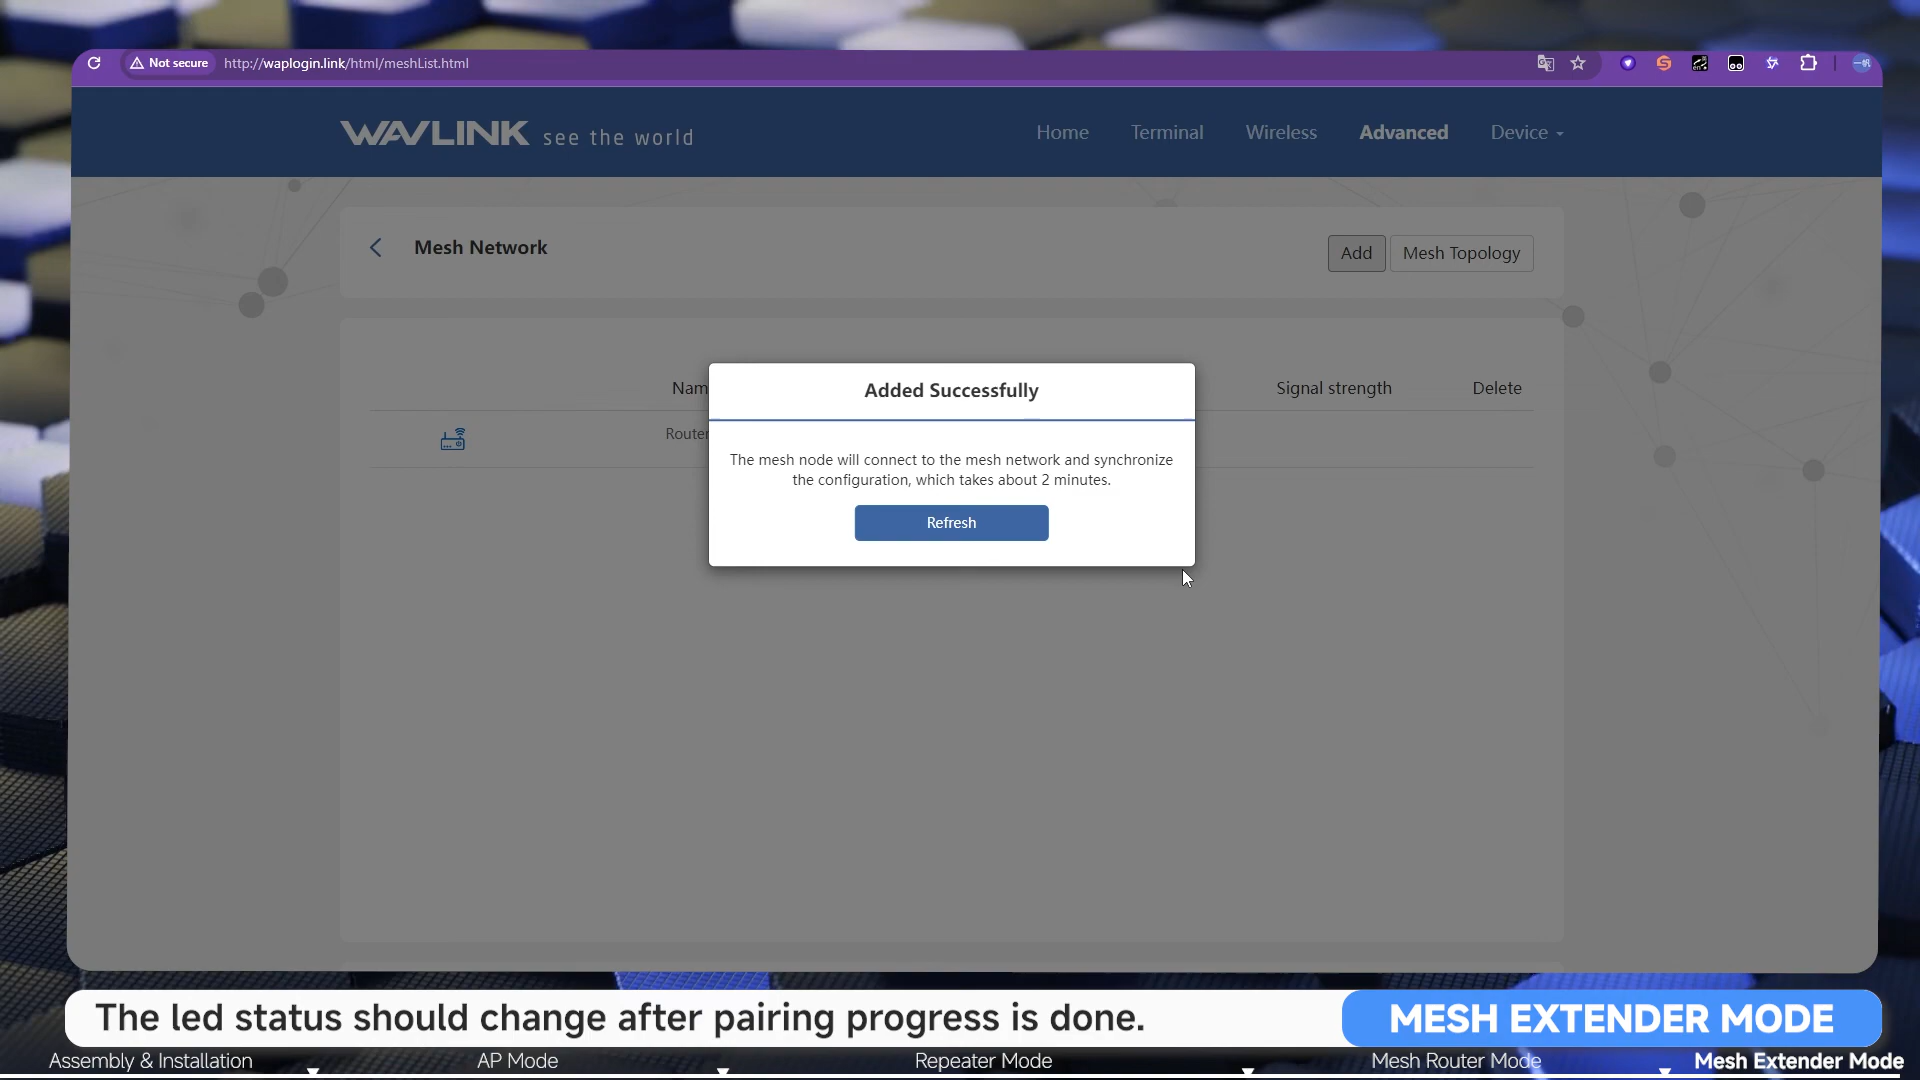 Not secure http://waplogin.link/html/meshList.html
WAVLINK see the world
Home Terminal Wireless Advanced Device
Mesh Network
Add Mesh Topology
Nam Signal strength Delete
Router
Added Successfully
The mesh node will connect to the mesh network and synchronize
the configuration, which takes about 2 minutes.
Refresh
The led status should change after pairing progress is done.
MESH EXTENDER MODE
Assembly & Installation AP Mode Repeater Mode Mesh Router Mode Mesh Extender Mode